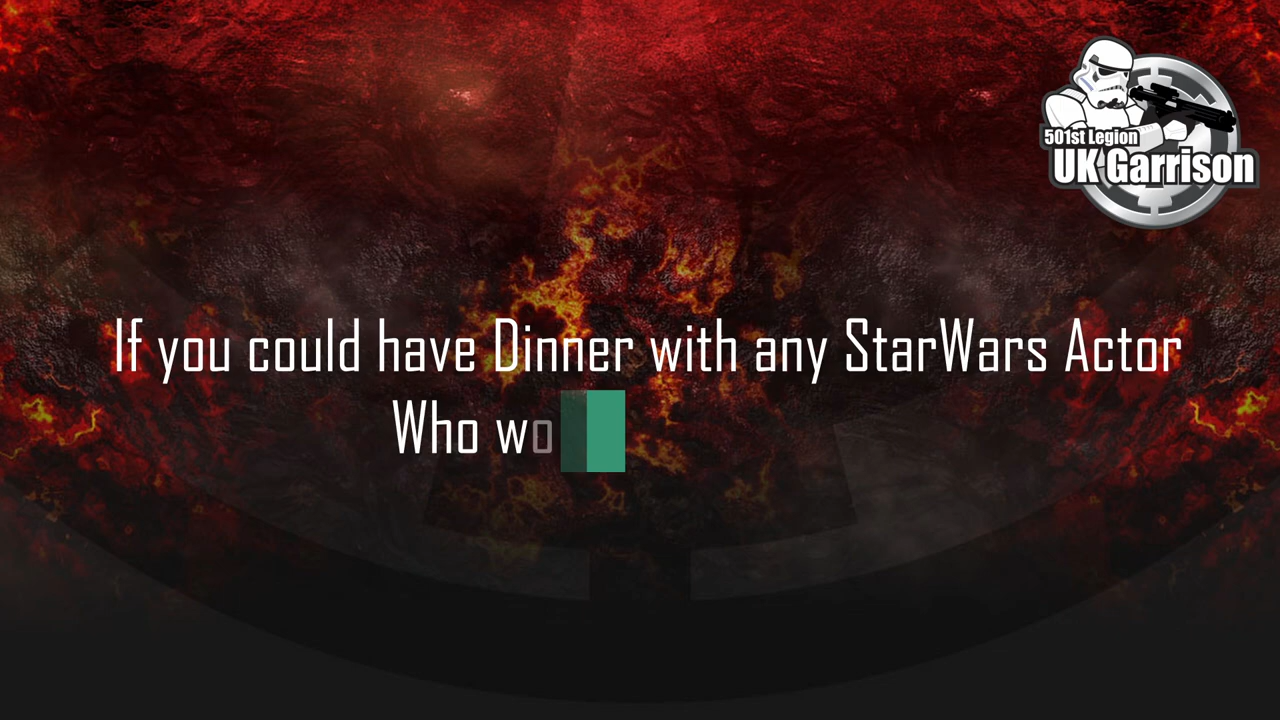 501st Legion
UK Garrison
If you could have Dinner with any StarWars Actor
Who wo